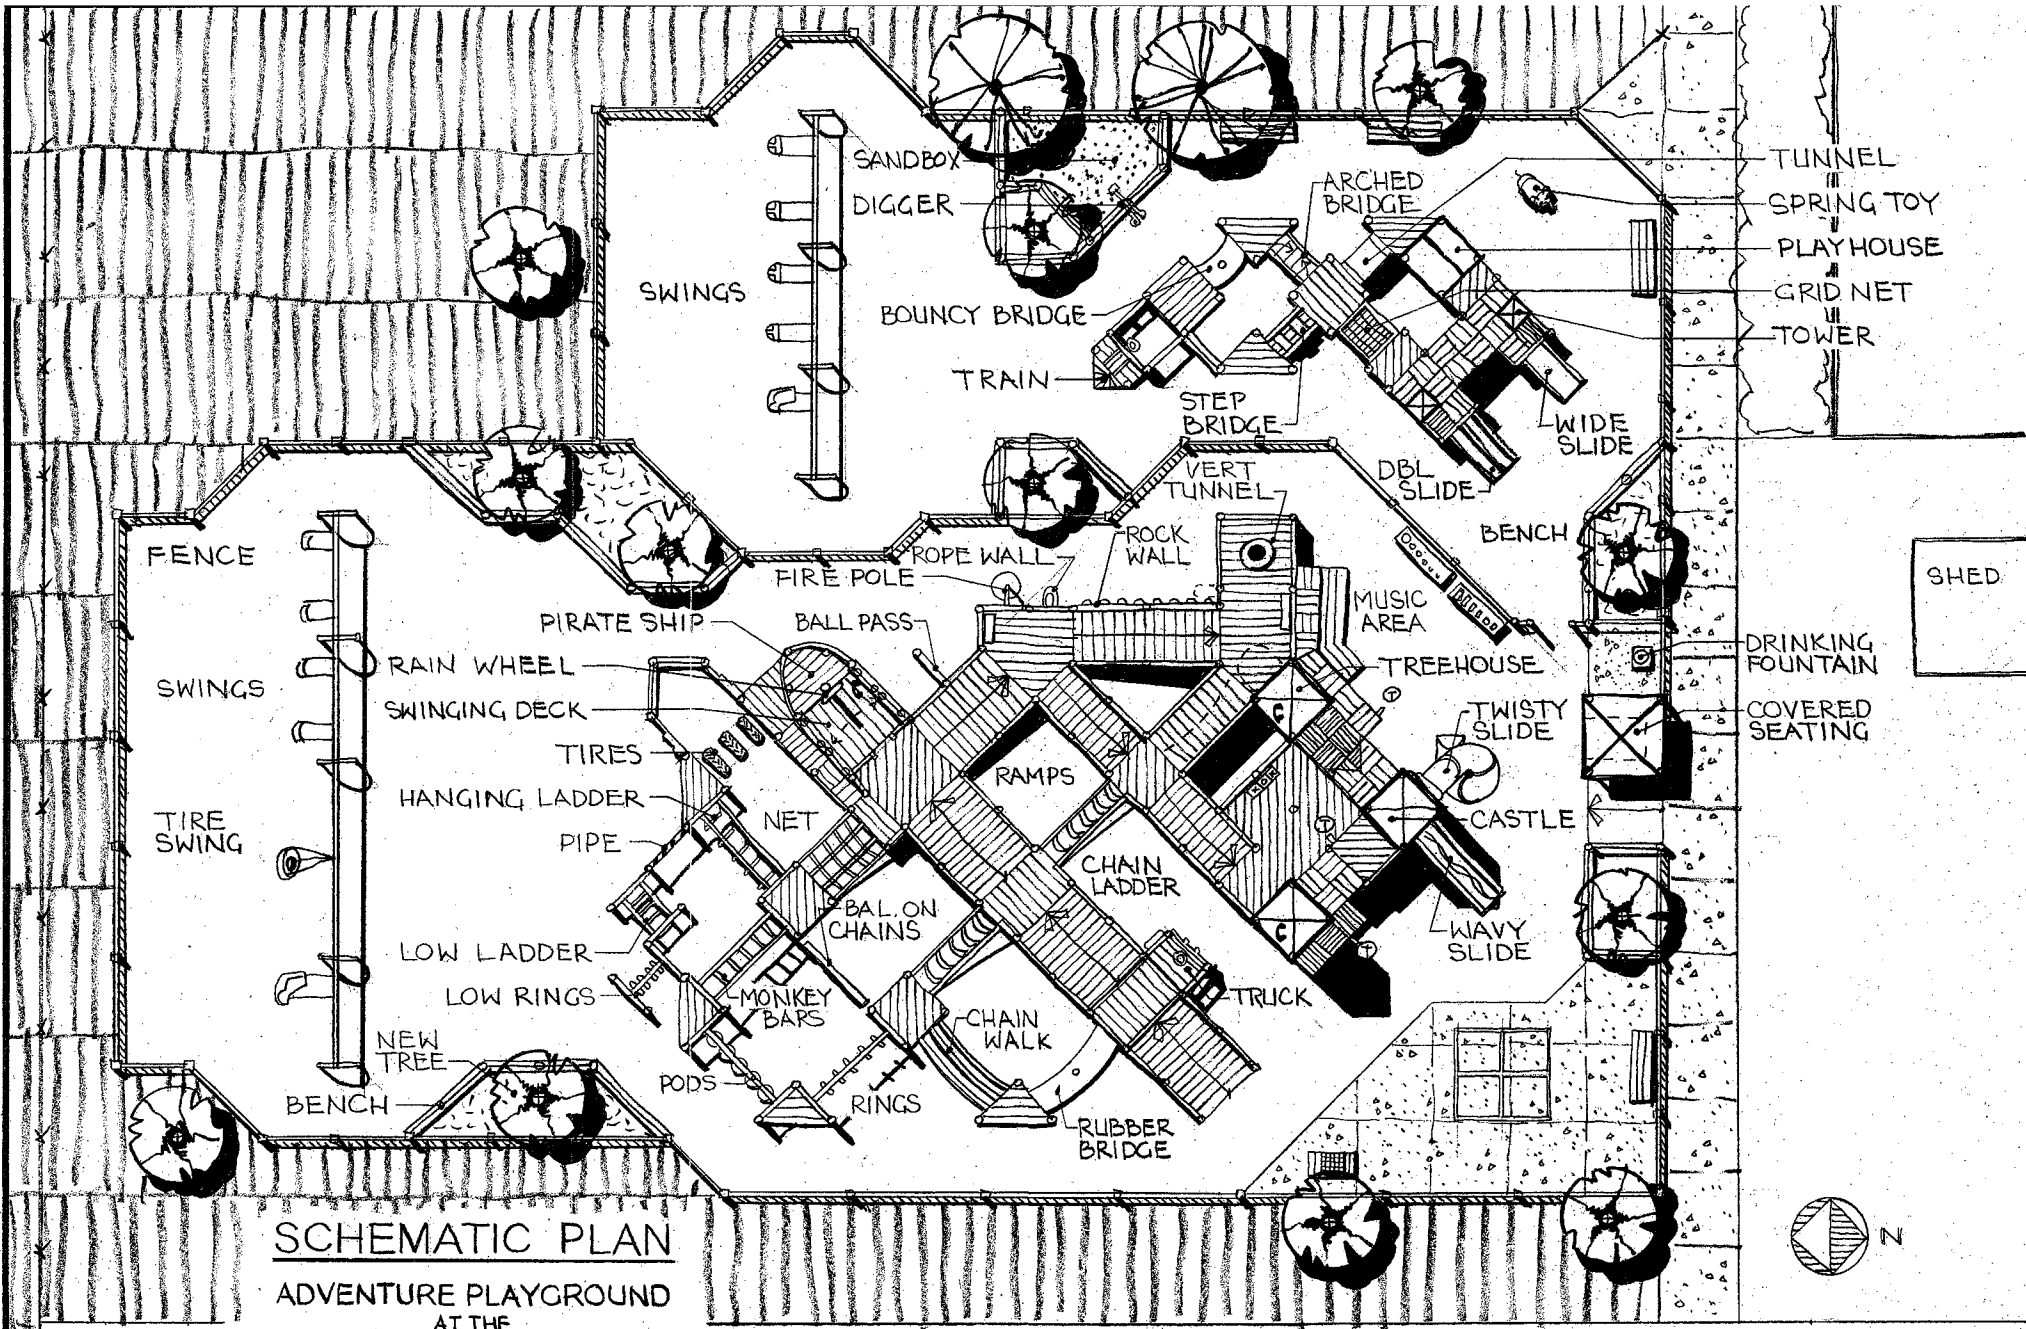 SANDBOX
DIGGER
SWINGS
BOUNCY BRIDGE
TRAIN
ARCHED
BRIDGE
STEP
BRIDGE
TUNNEL
SPRING TOY
PLAYHOUSE
GRID NET
TOWER
WIDE
SLIDE
DBL
SLIDE
VERT
TUNNEL
BENCH
SHED
FENCE
ROPE WALL
ROCK
WALL
FIRE POLE
PIRATE SHIP
BALL PASS
MUSIC
AREA
DRINKING
FOUNTAIN
RAIN WHEEL
TREEHOUSE
SWINGS
SWINGING DECK
TWISTY
SLIDE
COVERED
SEATING
TIRES
RAMPS
HANGING LADDER
NET
TIRE
SWING
PIPE
CASTLE
CHAIN
LADDER
BAL. ON
CHAINS
LOW LADDER
WAVY
SLIDE
LOW RINGS
MONKEY
BARS
TRUCK
NEW
TREE
CHAIN
WALK
PODS
BENCH
RINGS
RUBBER
BRIDGE
T
T
T
N
SCHEMATIC PLAN
ADVENTURE PLAYGROUND
AT THE